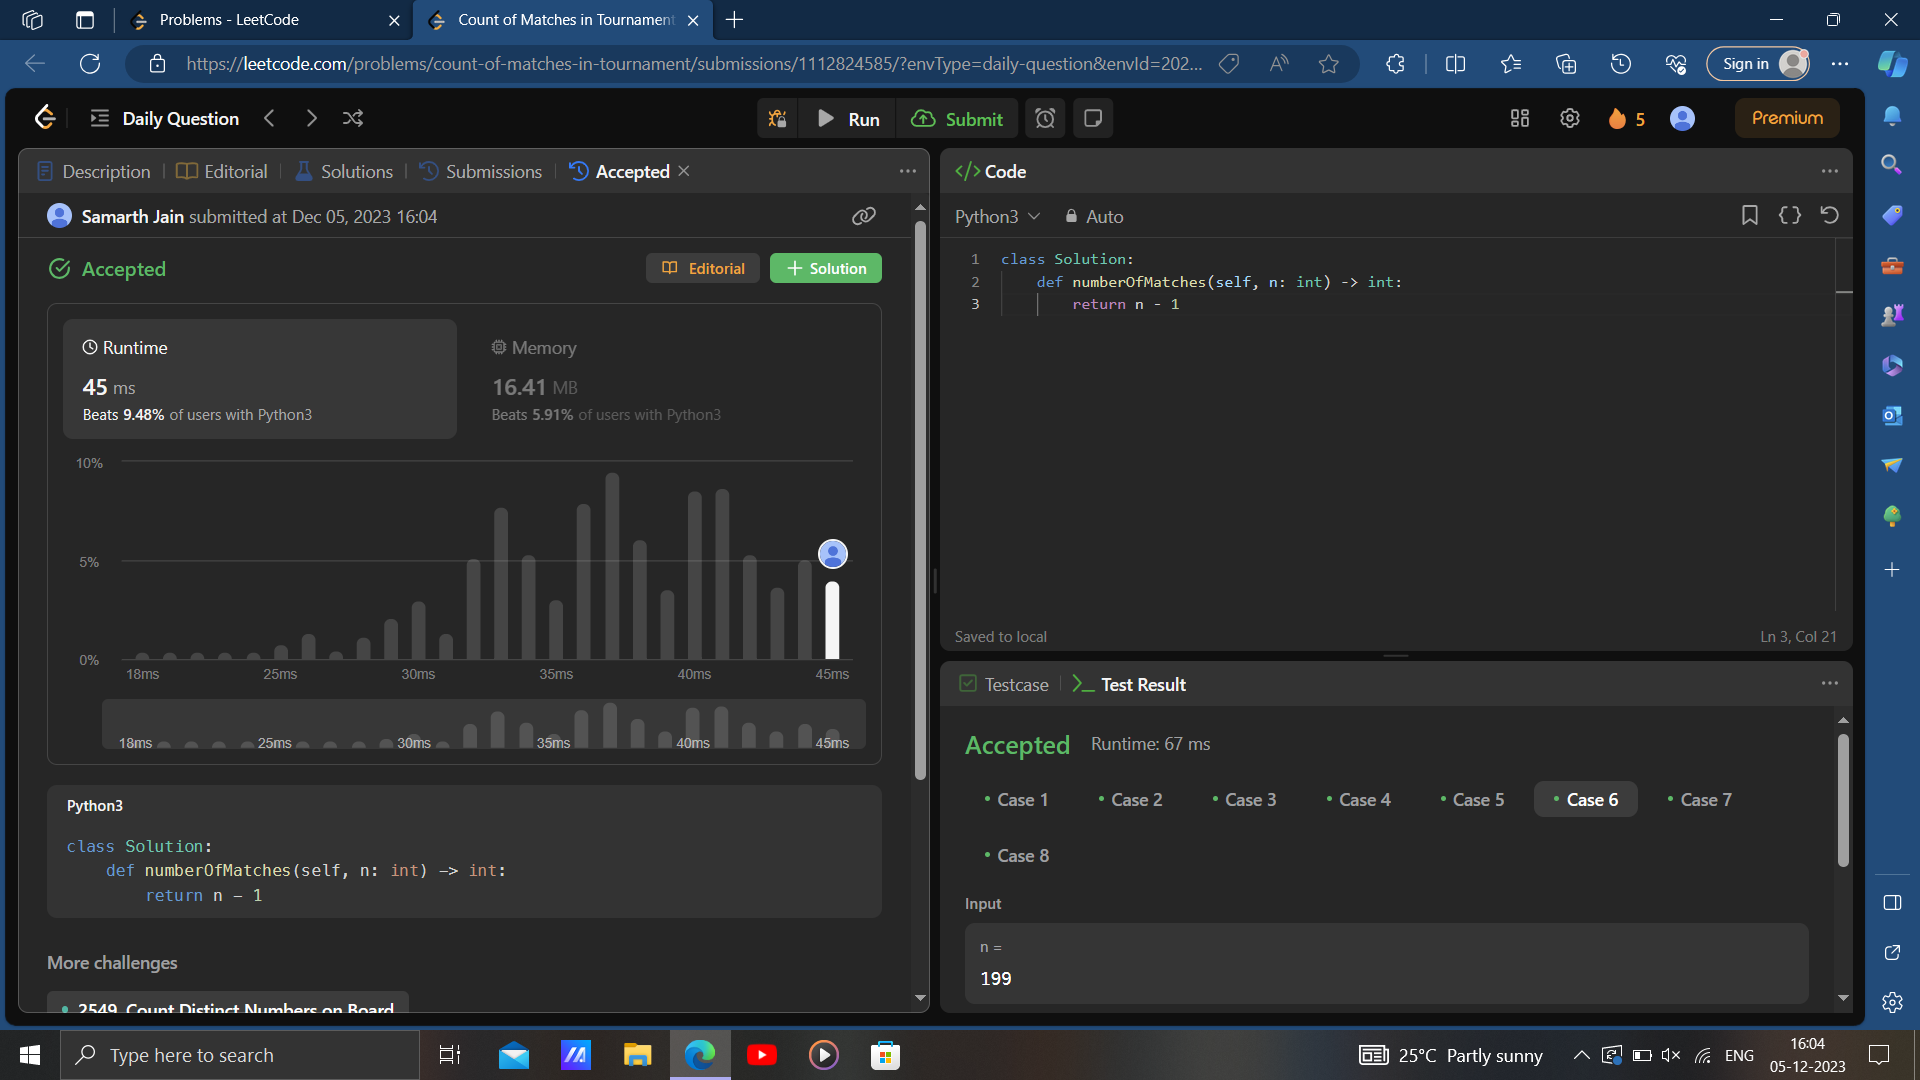 Problems - LeetCode
Count of Matches in Tournament
https://leetcode.com/problems/count-of-matches-in-tournament/submissions/1112824585/?envType=daily-question&envId=202...
Sign in
Daily Question
Run
Submit
5
Premium
Description
Editorial
Solutions
Submissions
Accepted
Samarth Jain submitted at Dec 05, 2023 16:04
Accepted
Editorial
+ Solution
Runtime
45 ms
Beats 9.48% of users with Python3
Memory
16.41 MB
Beats 5.91% of users with Python3
10%
5%
0%
18ms 25ms 30ms 35ms 40ms 45ms
18ms 25ms 30ms 35ms 40ms 45ms
Python3
class Solution:
    def numberOfMatches(self, n: int) -> int:
        return n - 1
More challenges
2549. Count Distinct Numbers on Board
</> Code
Python3
Auto
1 class Solution:
2     def numberOfMatches(self, n: int) -> int:
3         return n - 1
Saved to local
Ln 3, Col 21
Testcase
Test Result
Accepted
Runtime: 67 ms
• Case 1 • Case 2 • Case 3 • Case 4 • Case 5 • Case 6 • Case 7
• Case 8
Input
n =
199
Type here to search
25°C Partly sunny
ENG
16:04
05-12-2023